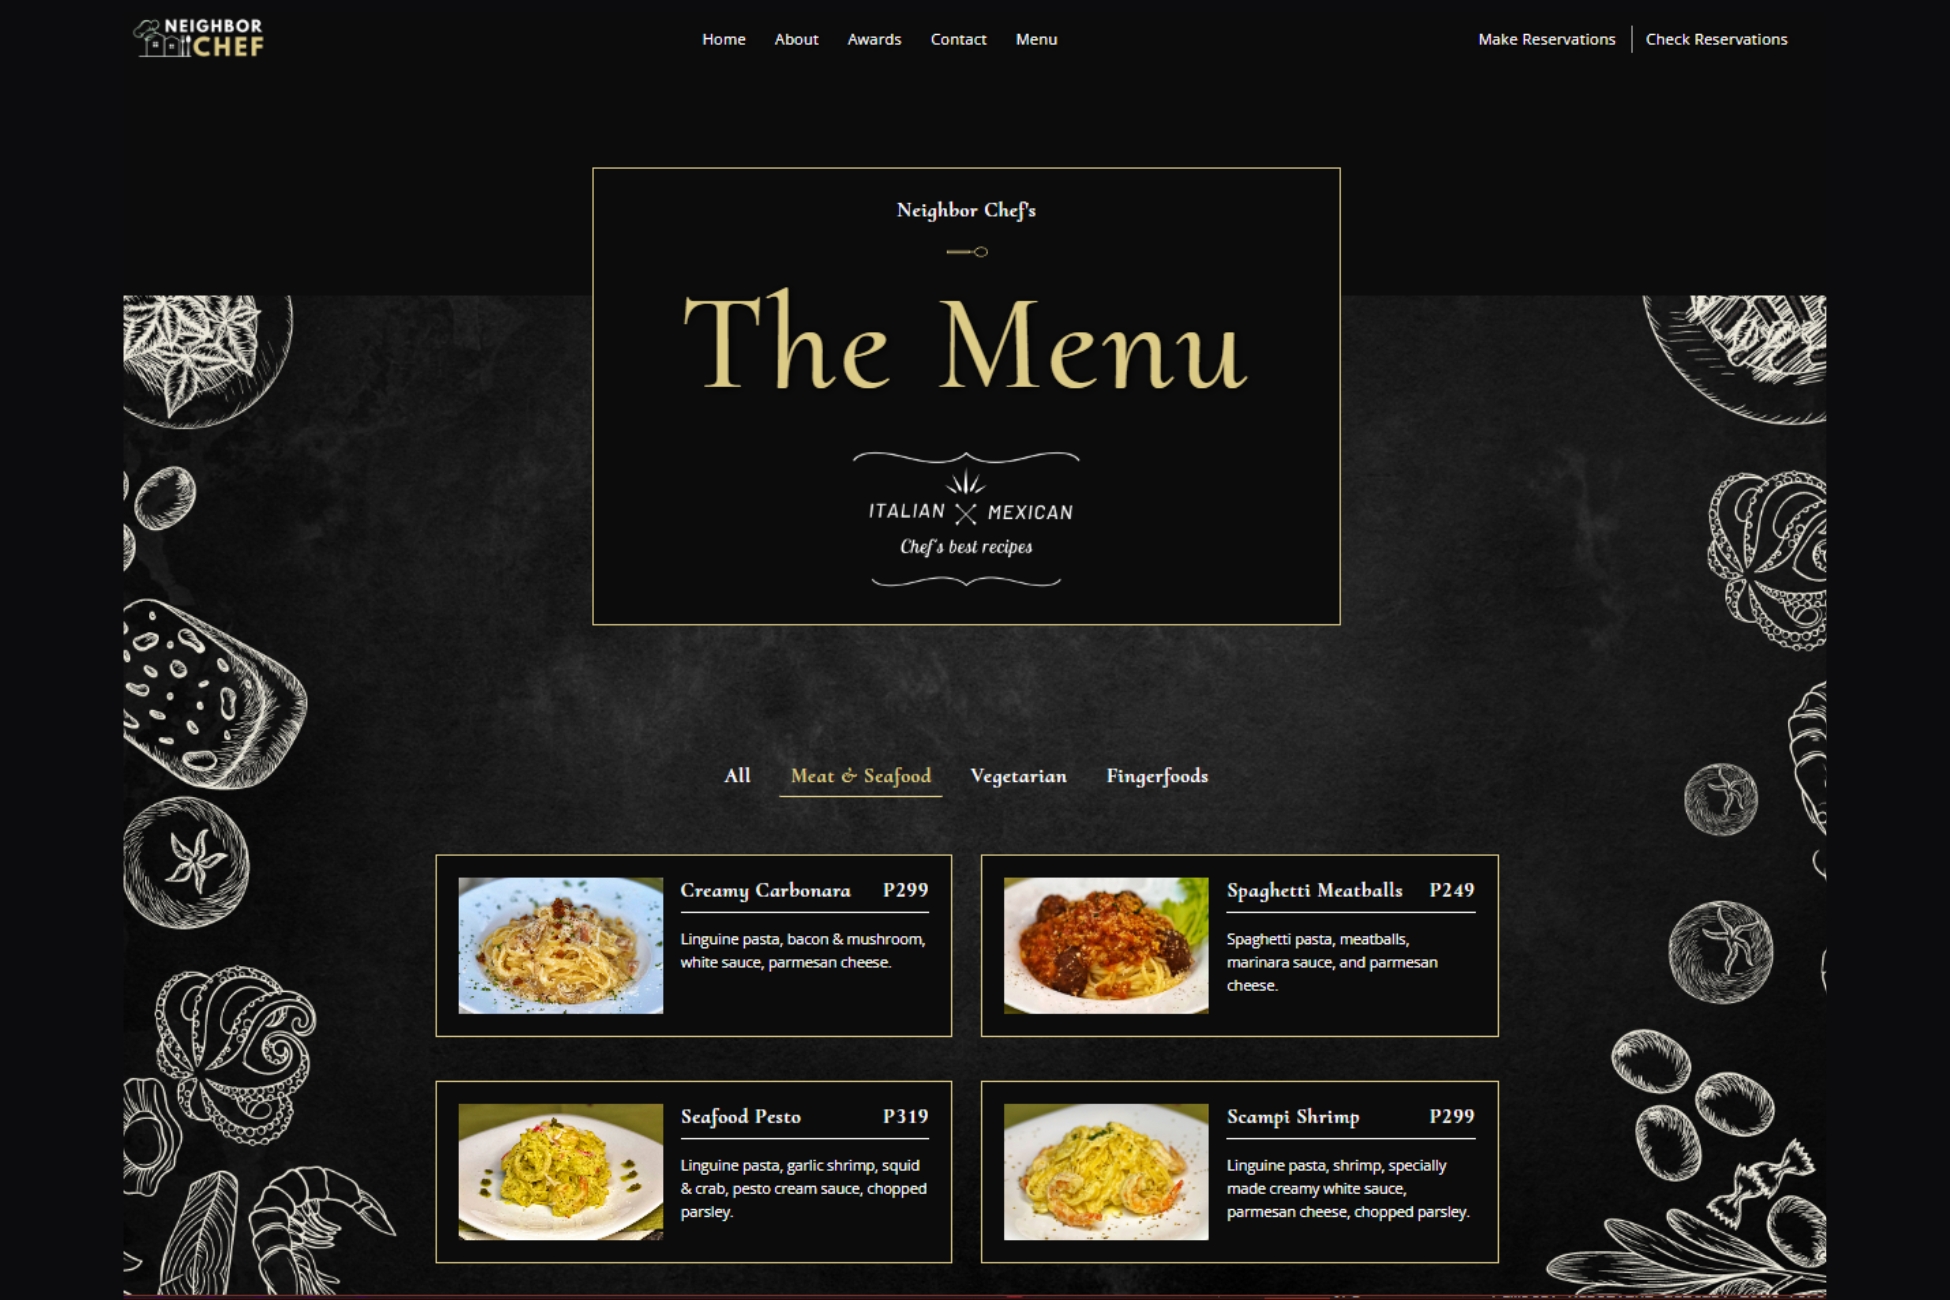 NEIGHBOR
CHEF
Home About Awards Contact Menu
Make Reservations Check Reservations
Neighbor Chef's
The Menu
ITALIAN MEXICAN
Chef's best recipes
All Meat & Seafood Vegetarian Fingerfoods
Creamy Carbonara P299
Linguine pasta, bacon & mushroom,
white sauce, parmesan cheese.
Spaghetti Meatballs P249
Spaghetti pasta, meatballs,
marinara sauce, and parmesan
cheese.
Seafood Pesto P319
Linguine pasta, garlic shrimp, squid
& crab, pesto cream sauce, chopped
parsley.
Scampi Shrimp P299
Linguine pasta, shrimp, specially
made creamy white sauce,
parmesan cheese, chopped parsley.